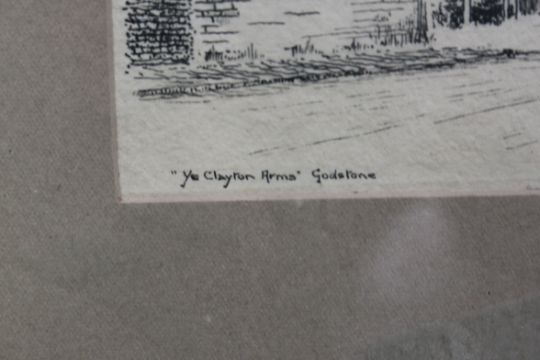 "Ye Clayton Arms" Godstone